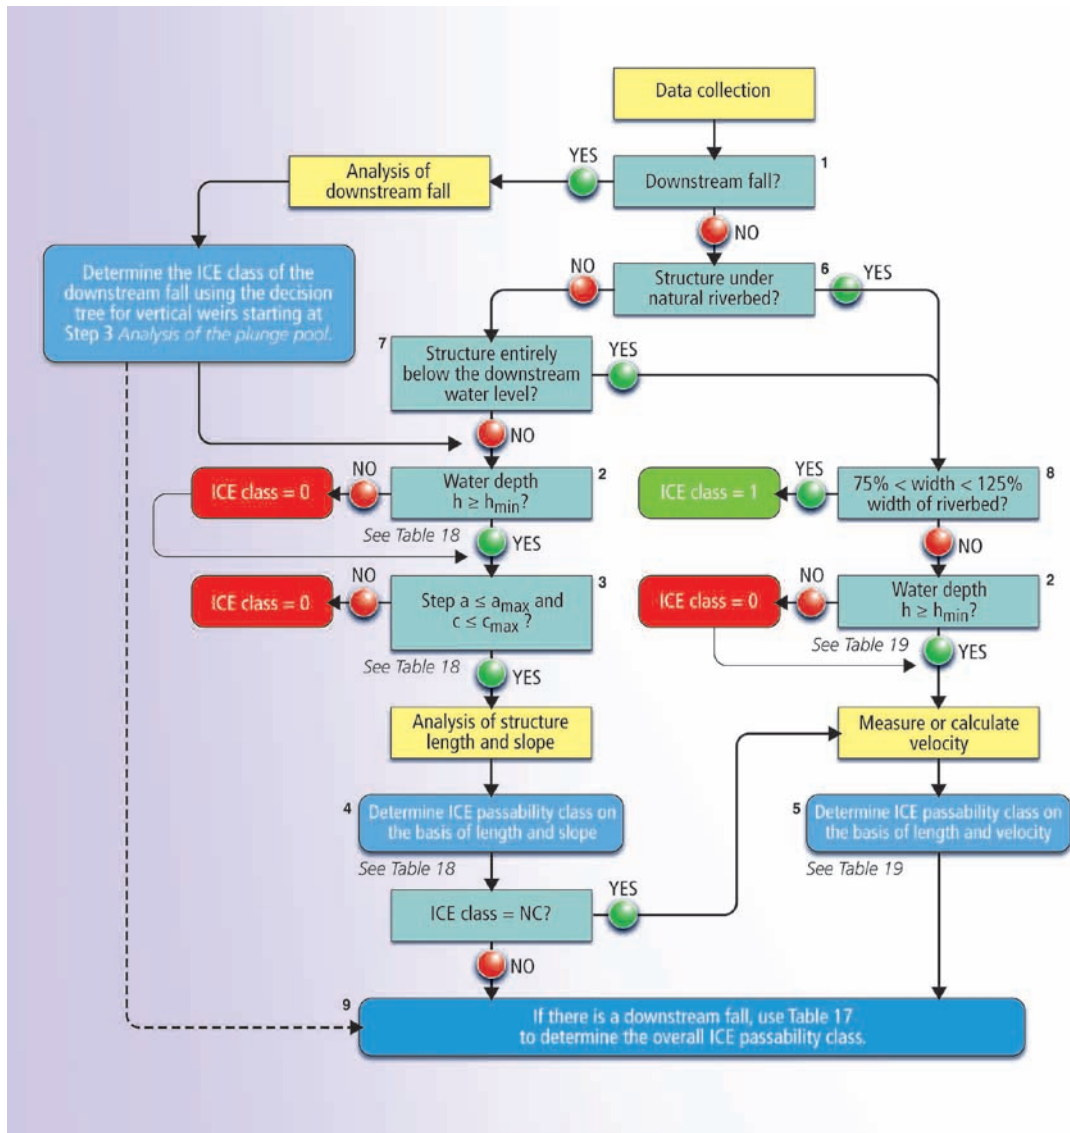 Data collection
YES
1
Analysis of
downstream fall
Downstream fall?
NO
NO
6
YES
Structure under
natural riverbed?
Determine the ICE class of the
downstream fall using the decision
tree for vertical weirs starting at
Step 3 Analysis of the plunge pool.
7
YES
Structure entirely
below the downstream
water level?
NO
ICE class = 0
NO
2
Water depth
h ≥ hmin?
See Table 18
YES
ICE class = 1
YES
8
75% < width < 125%
width of riverbed?
NO
ICE class = 0
NO
3
Step a ≤ amax and
c ≤ cmax?
See Table 18
YES
ICE class = 0
NO
2
Water depth
h ≥ hmin?
See Table 19
YES
Analysis of structure
length and slope
Measure or calculate
velocity
4
Determine ICE passability class on
the basis of length and slope
See Table 18
5
Determine ICE passability class on
the basis of length and velocity
See Table 19
YES
ICE class = NC?
NO
9
If there is a downstream fall, use Table 17
to determine the overall ICE passability class.